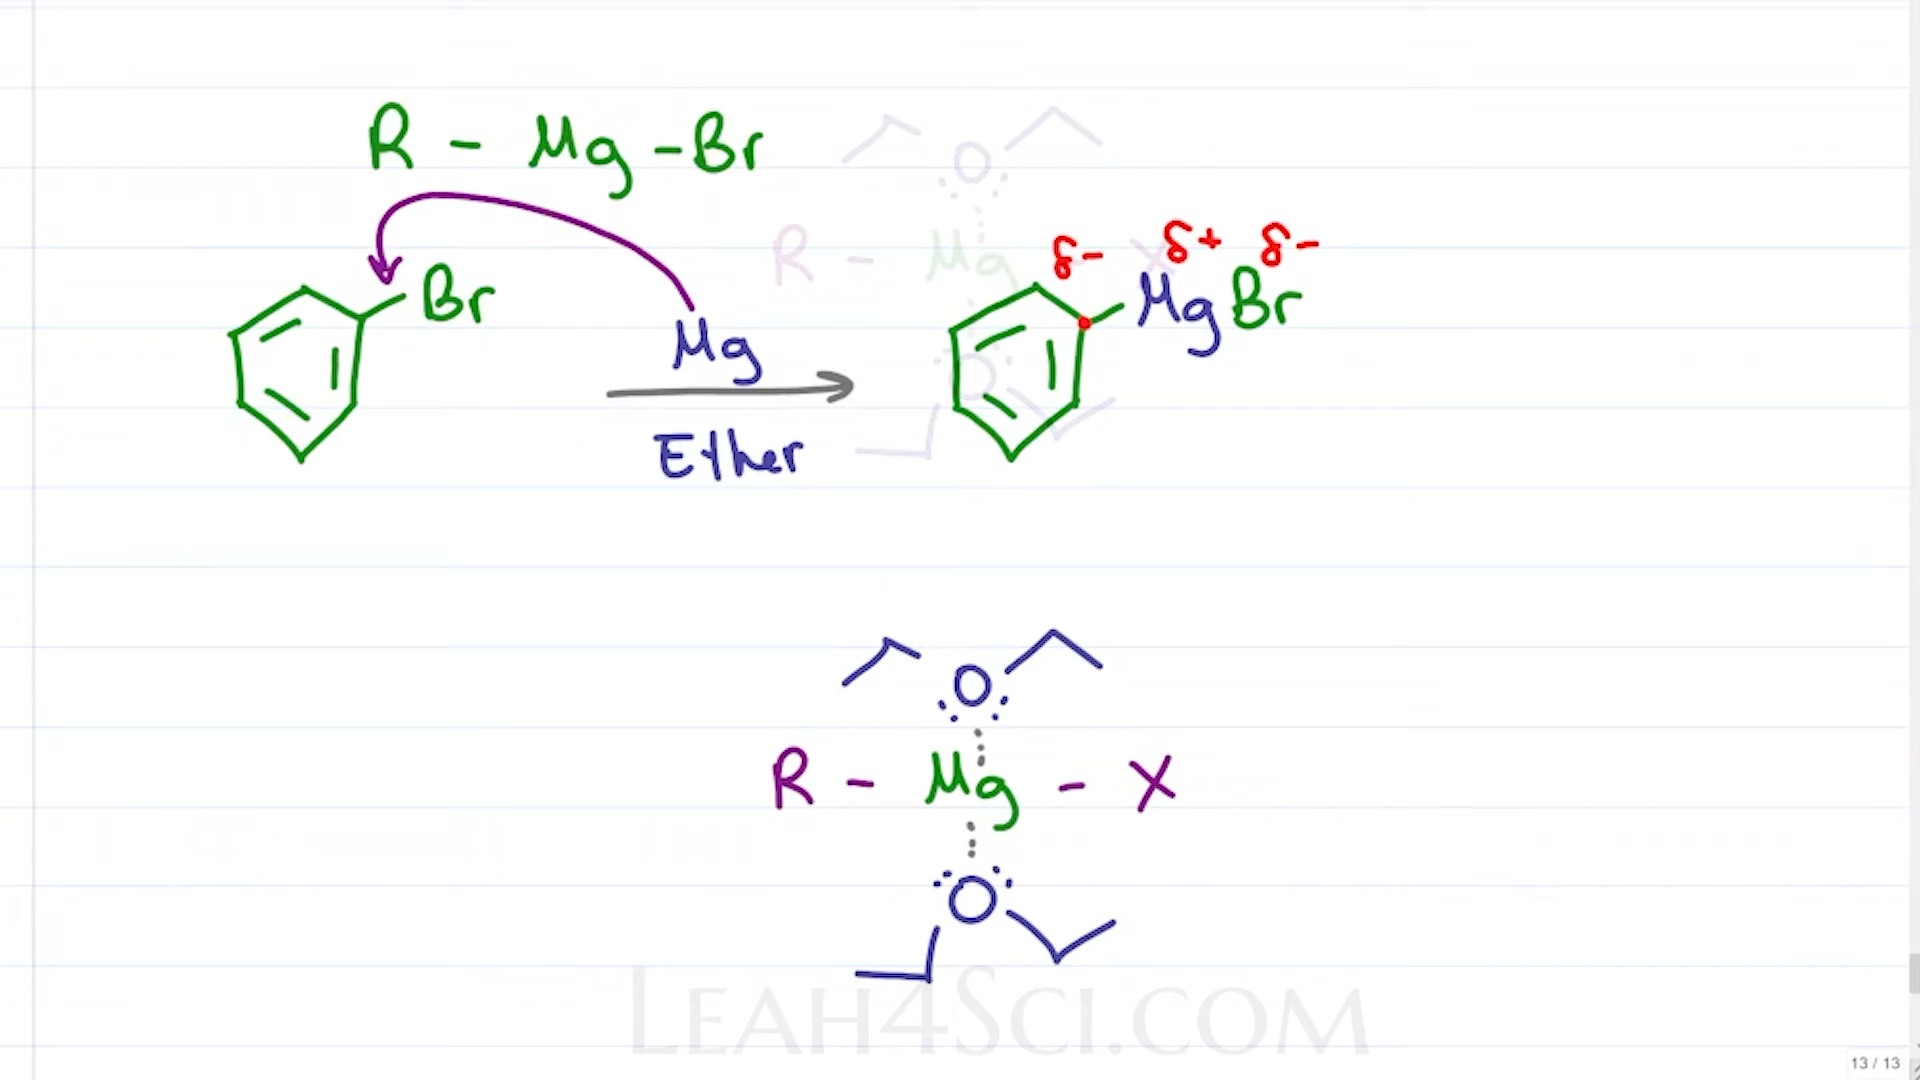 R - Mg - Br
δ- δ+ δ-
Br
Mg
MgBr
Ether
O
R - Mg - X
O
LEAH4SCI.COM
13 / 13